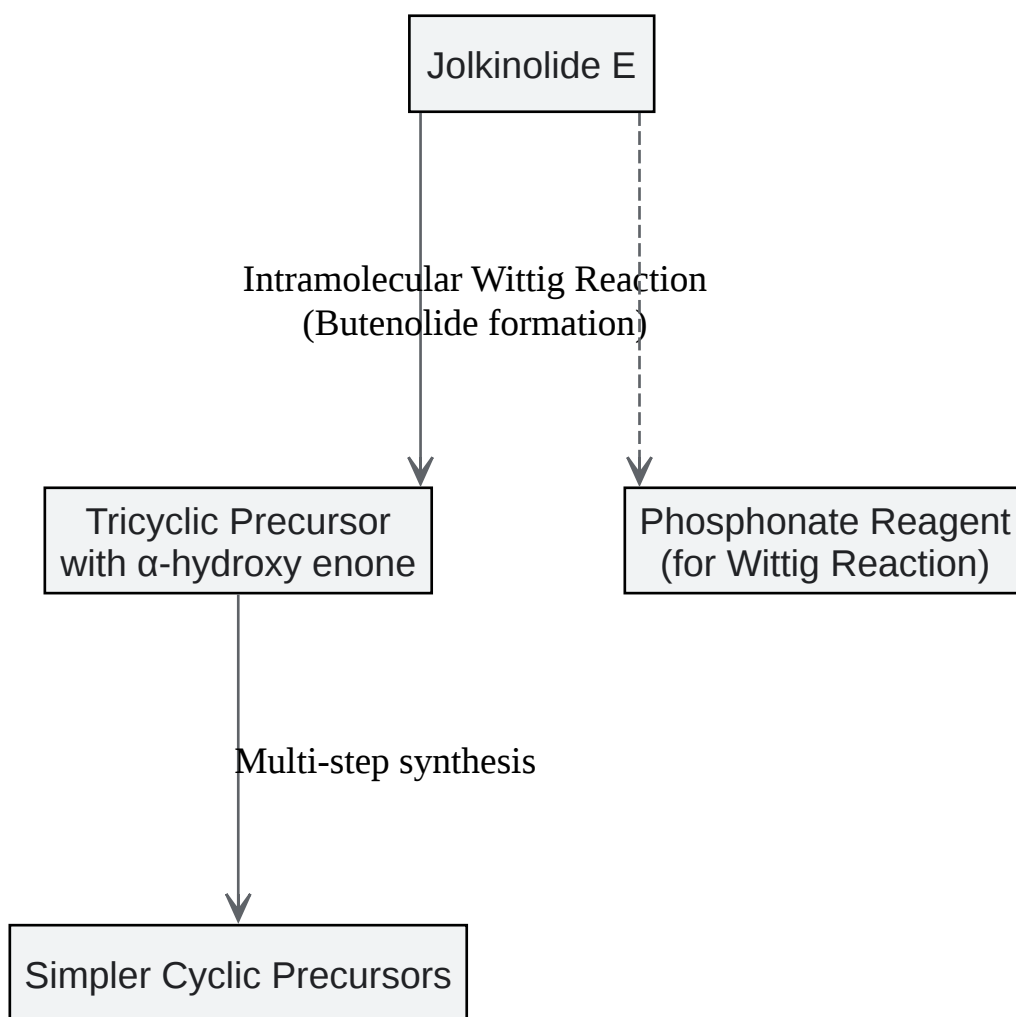 Jolkinolide E
Intramolecular Wittig Reaction
(Butenolide formation)
Tricyclic Precursor
with α-hydroxy enone
Phosphonate Reagent
(for Wittig Reaction)
Multi-step synthesis
Simpler Cyclic Precursors